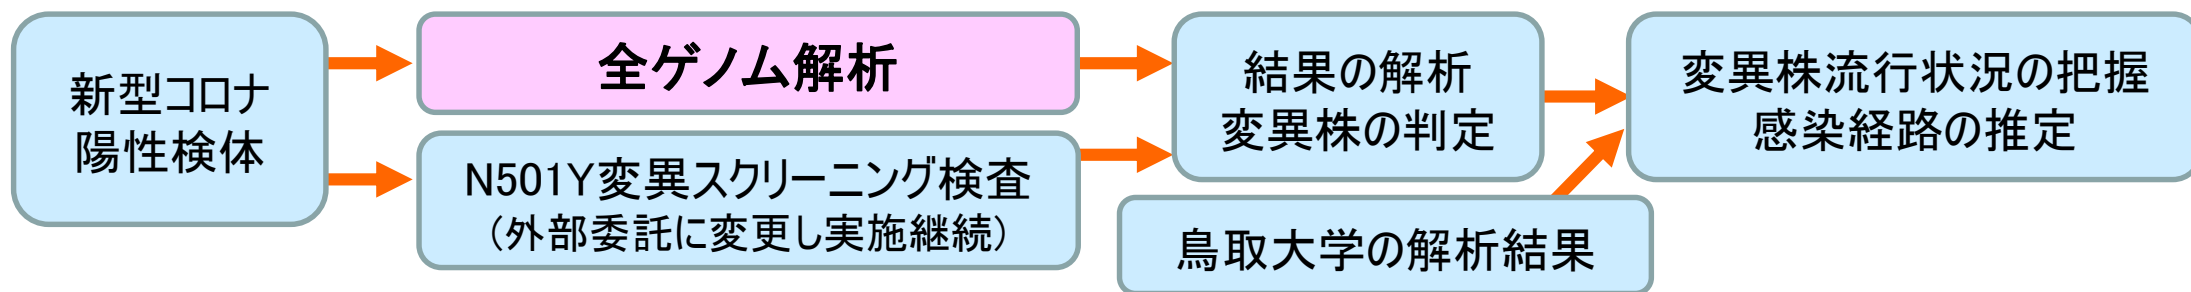 新型コロナ
陽性検体
全ゲノム解析
N501Y変異スクリーニング検査
（外部委託に変更し実施継続）
結果の解析
変異株の判定
鳥取大学の解析結果
変異株流行状況の把握
感染経路の推定